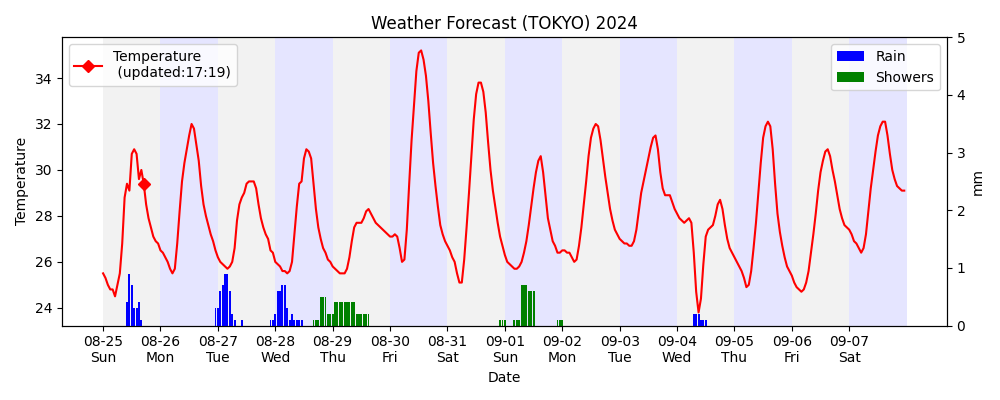 Weather Forecast (TOKYO) 2024
Temperature
(updated:17:19)
Rain
Showers
Temperature
34
32
30
28
26
24
5
4
3
2
1
0
mm
08-25 08-26 08-27 08-28 08-29 08-30 08-31 09-01 09-02 09-03 09-04 09-05 09-06 09-07
Sun Mon Tue Wed Thu Fri Sat Sun Mon Tue Wed Thu Fri Sat
Date